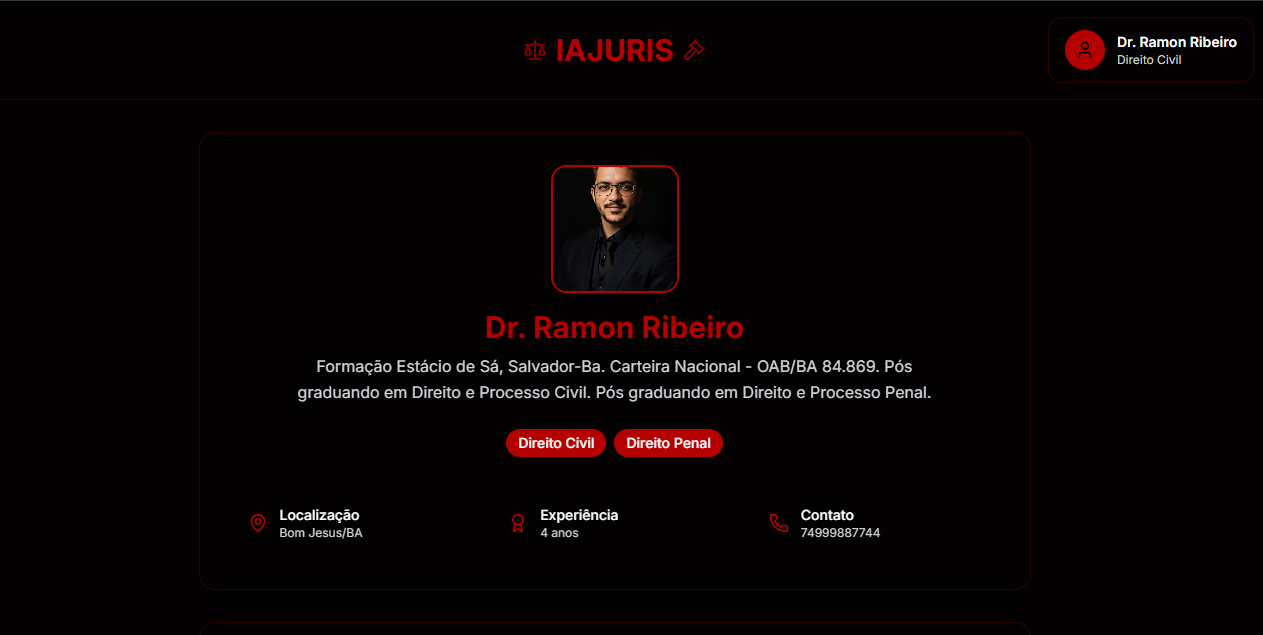 IAJURIS
Dr. Ramon Ribeiro
Direito Civil
Dr. Ramon Ribeiro
Formação Estácio de Sá, Salvador-Ba. Carteira Nacional - OAB/BA 84.869. Pós
graduando em Direito e Processo Civil. Pós graduando em Direito e Processo Penal.
Direito Civil Direito Penal
Localização Experiência Contato
Bom Jesus/BA 4 anos 74999887744